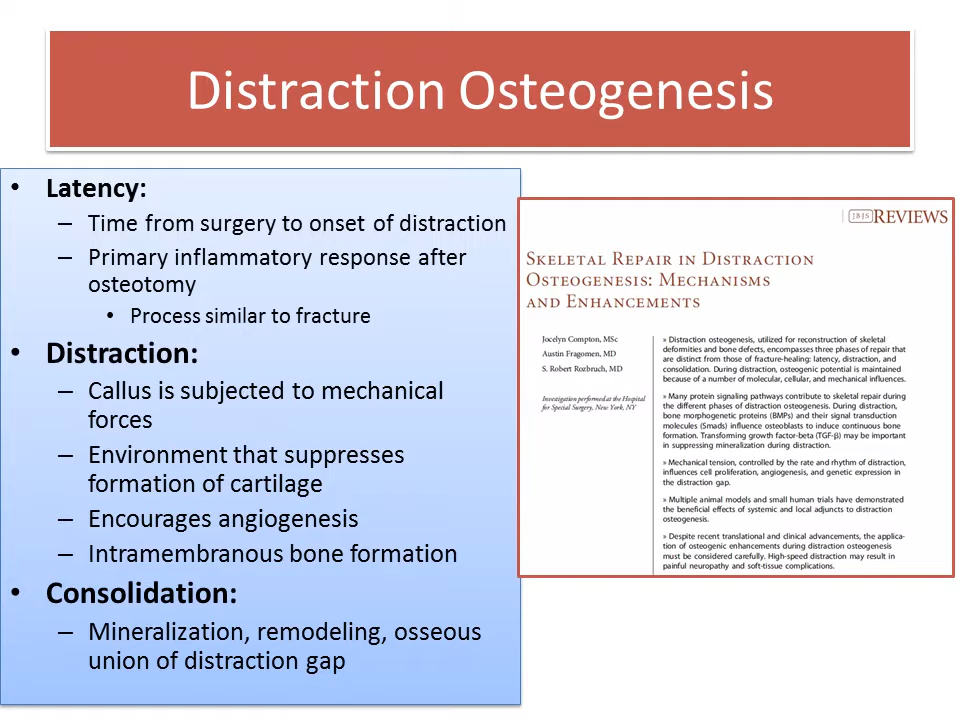 Distraction Osteogenesis
• Latency:
– Time from surgery to onset of distraction
– Primary inflammatory response after
osteotomy
• Process similar to fracture
• Distraction:
– Callus is subjected to mechanical
forces
– Environment that suppresses
formation of cartilage
– Encourages angiogenesis
– Intramembranous bone formation
• Consolidation:
– Mineralization, remodeling, osseous
union of distraction gap
JBJS REVIEWS
Skeletal Repair in Distraction
Osteogenesis: Mechanisms
and Enhancements
Jocelyn Compton, MSc
Austin Fragomen, MD
S. Robert Rozbruch, MD
Investigation performed at the Hospital
for Special Surgery, New York, NY
» Distraction osteogenesis, utilized for reconstruction of skeletal
deformities and bone defects, encompasses three phases of repair that
are distinct from those of fracture-healing: latency, distraction, and
consolidation. During distraction, osteogenic potential is maintained
because of a number of molecular, cellular, and mechanical influences.
» Many protein signaling pathways contribute to skeletal repair during
the different phases of distraction osteogenesis. During distraction,
bone morphogenetic proteins (BMPs) and their signal transduction
molecules (Smads) influence osteoblasts to induce continuous bone
formation. Transforming growth factor-beta (TGF-β) may be important
in suppressing mineralization during distraction.
» Mechanical tension, controlled by the rate and rhythm of distraction,
influences cell proliferation, angiogenesis, and genetic expression in
the distraction gap.
» Multiple animal models and small human trials have demonstrated
the beneficial effects of systemic and local adjuncts to distraction
osteogenesis.
» Despite recent translational and clinical advancements, the applica-
tion of osteogenic enhancements during distraction osteogenesis
must be considered carefully. High-speed distraction may result in
painful neuropathy and soft-tissue complications.